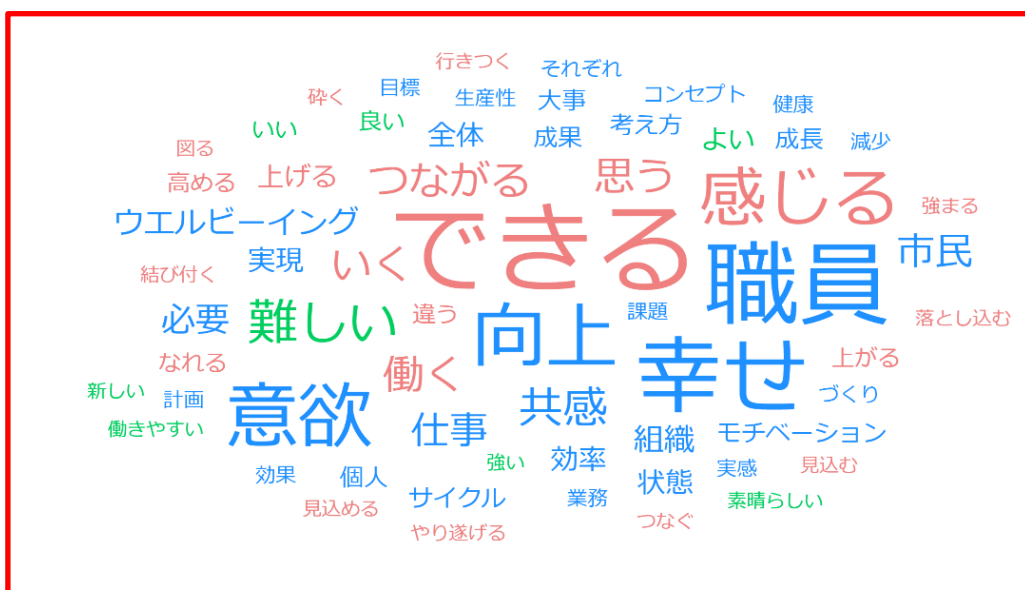 行きつく
それぞれ
砕く
目標
生産性
大事
コンセプト
健康
いい
良い
全体
成果
考え方
よい
成長
減少
図る
高める
上げる
つながる
思う
感じる
強まる
ウエルビーイング
実現
いく
できる
職員
市民
結び付く
必要
難しい
違う
向上
課題
幸せ
落とし込む
なれる
働く
上がる
新しい
計画
働きやすい
意欲
仕事
共感
組織
モチベーション
づくり
効果
個人
強い
効率
状態
実感
見込む
見込める
サイクル
業務
素晴らしい
やり遂げる
つなぐ